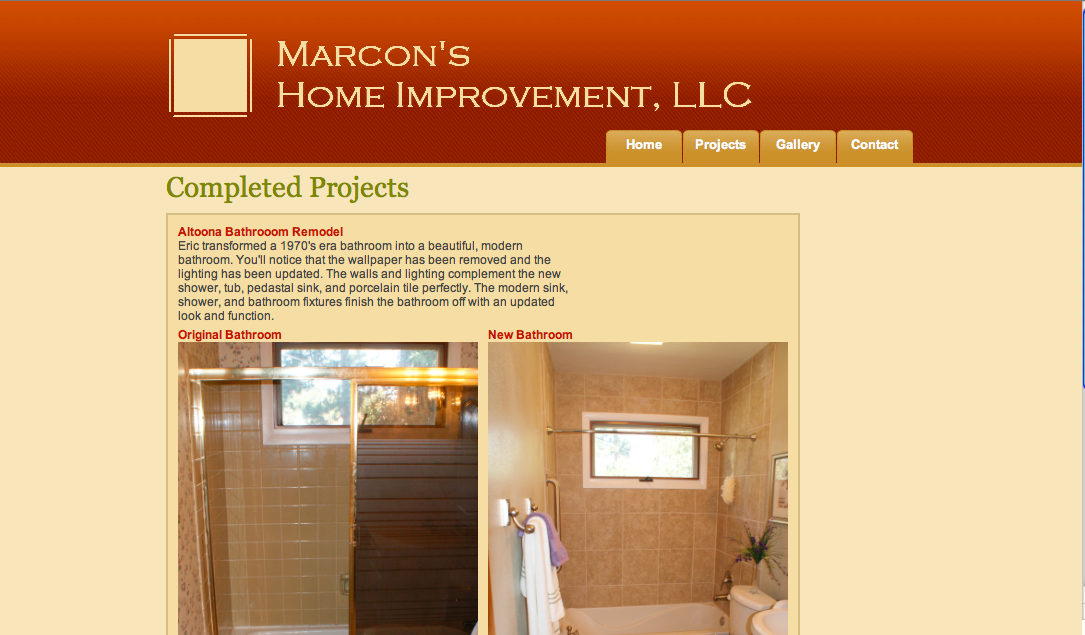 Marcon's
Home Improvement, LLC
Home Projects Gallery Contact
Completed Projects
Altoona Bathrooom Remodel
Eric transformed a 1970's era bathroom into a beautiful, modern
bathroom. You'll notice that the wallpaper has been removed and the
lighting has been updated. The walls and lighting complement the new
shower, tub, pedastal sink, and porcelain tile perfectly. The modern sink,
shower, and bathroom fixtures finish the bathroom off with an updated
look and function.
Original Bathroom New Bathroom